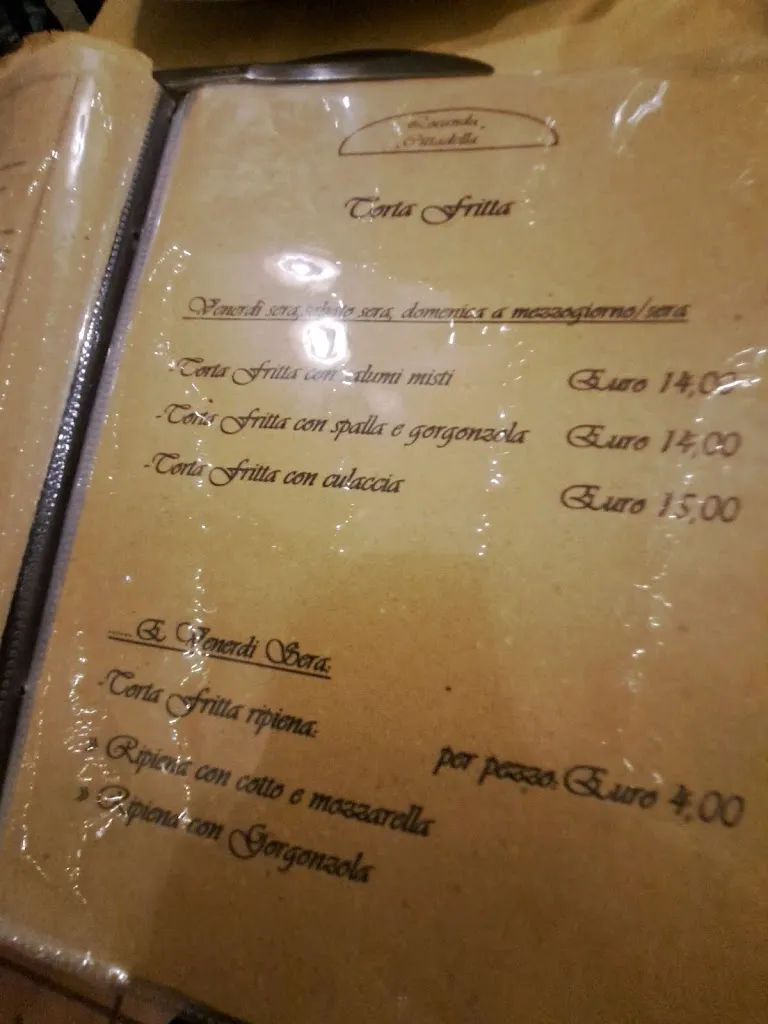 Locanda
Cittadella
Torta Fritta
Venerdì sera, sabato sera, domenica a mezzogiorno/sera
-Torta Fritta con salumi misti Euro 14,00
-Torta Fritta con spalla e gorgonzola Euro 14,00
-Torta Fritta con culaccia Euro 15,00
...... E Venerdì Sera:
-Torta Fritta ripiena: per pezzo: Euro 4,00
» Ripiena con cotto e mozzarella
» Ripiena con Gorgonzola